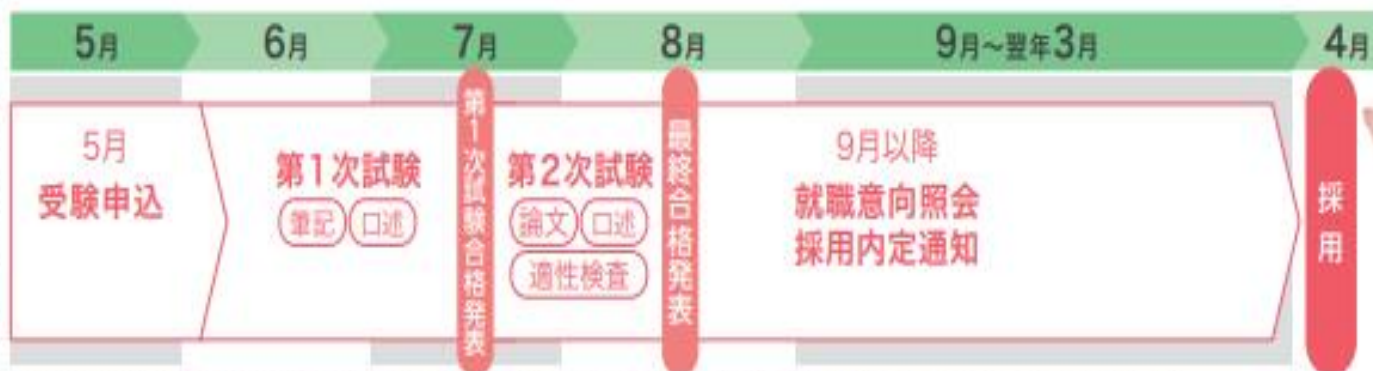 5月
6月
7月
8月
9月～翌年3月
4月
5月
受験申込
第1次試験
筆記 口述
第1次試験合格発表
第2次試験
論文 口述
適性検査
最終合格発表
9月以降
就職意向照会
採用内定通知
採用